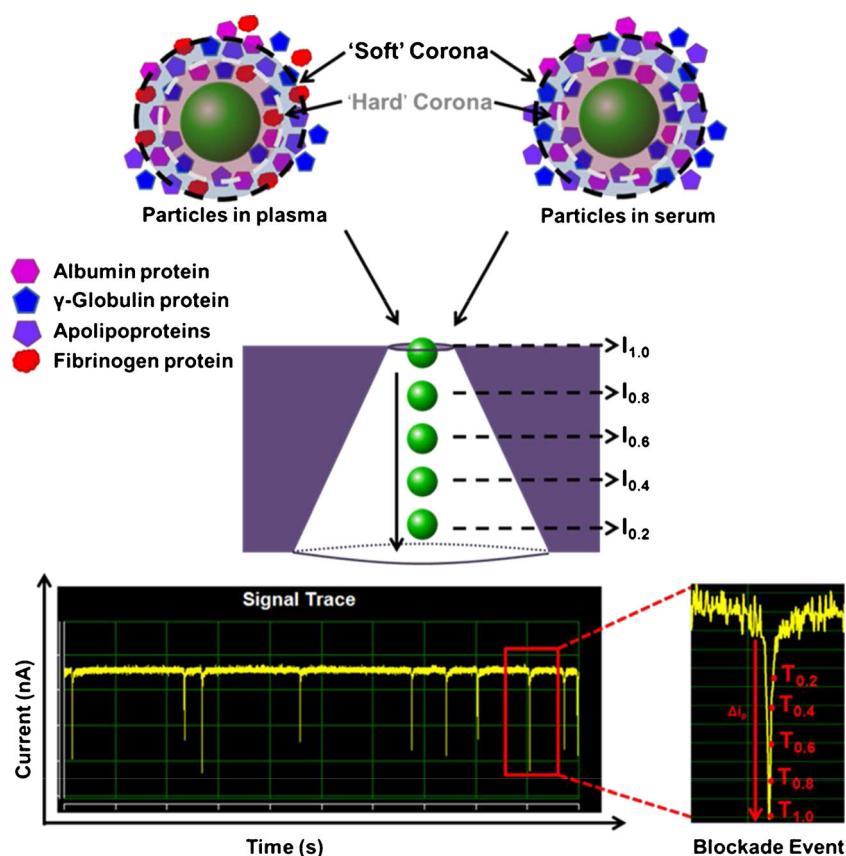 'Soft' Corona
'Hard' Corona
Particles in plasma
Particles in serum
Albumin protein
γ-Globulin protein
Apolipoproteins
Fibrinogen protein
I1.0
I0.8
I0.6
I0.4
I0.2
Signal Trace
Current (nA)
Time (s)
Δip
T0.2
T0.4
T0.6
T0.8
T1.0
Blockade Event